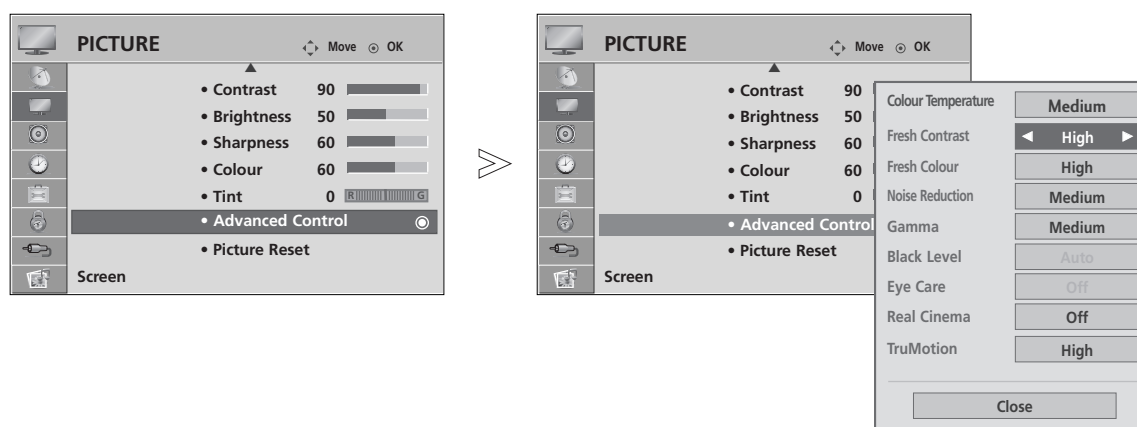 PICTURE
Move OK
• Contrast 90
• Brightness 50
• Sharpness 60
• Colour 60
• Tint 0 R G
• Advanced Control
• Picture Reset
Screen
PICTURE
Move OK
• Contrast 90
• Brightness 50
• Sharpness 60
• Colour 60
• Tint 0
• Advanced Control
• Picture Reset
Screen
Colour Temperature Medium
Fresh Contrast High
Fresh Colour High
Noise Reduction Medium
Gamma Medium
Black Level Auto
Eye Care Off
Real Cinema Off
TruMotion High
Close